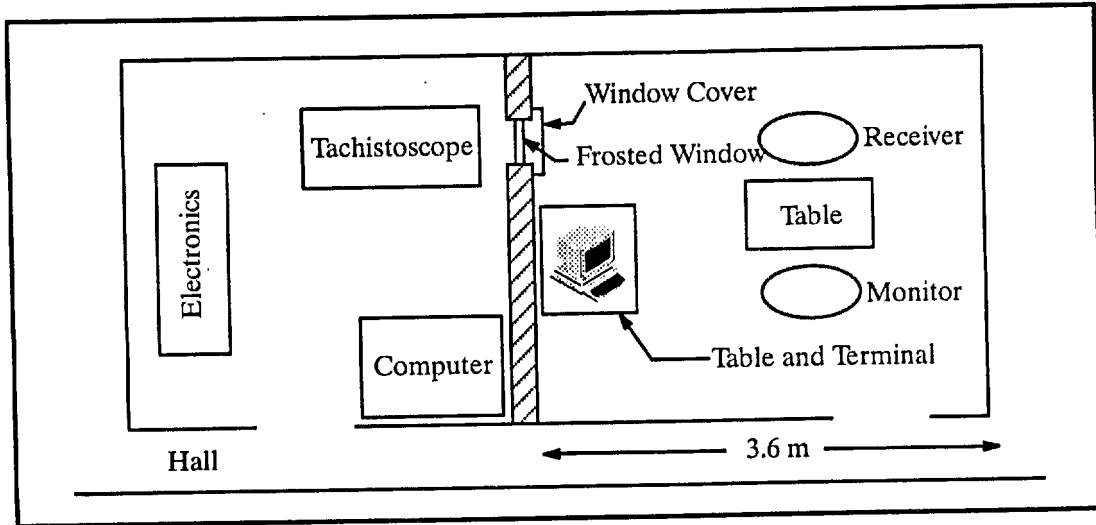 Window Cover
Tachistoscope
Frosted Window
Receiver
Electronics
Table
Monitor
Computer
Table and Terminal
Hall
3.6 m